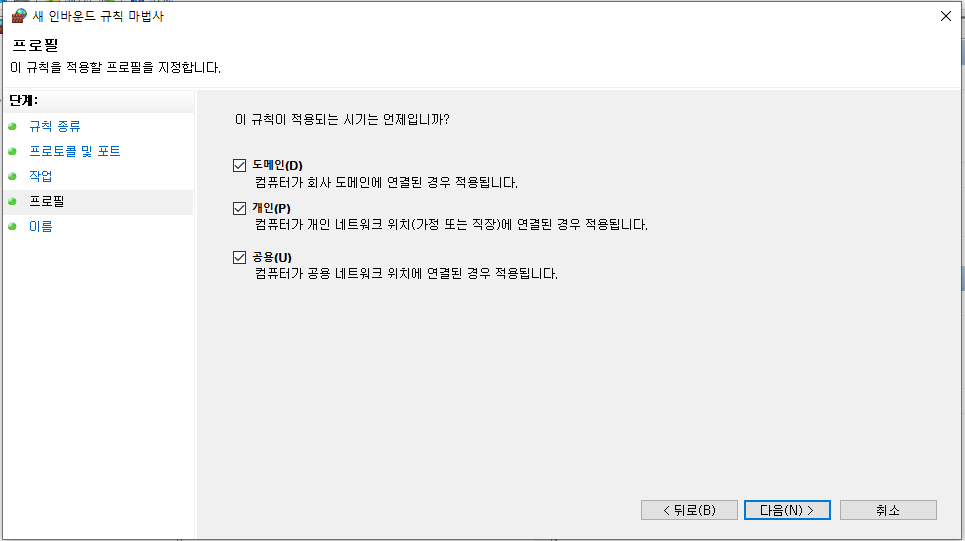 새 인바운드 규칙 마법사
프로필
이 규칙을 적용할 프로필을 지정합니다.
단계:
규칙 종류
프로토콜 및 포트
작업
프로필
이름
이 규칙이 적용되는 시기는 언제입니까?
도메인(D)
컴퓨터가 회사 도메인에 연결된 경우 적용됩니다.
개인(P)
컴퓨터가 개인 네트워크 위치(가정 또는 직장)에 연결된 경우 적용됩니다.
공용(U)
컴퓨터가 공용 네트워크 위치에 연결된 경우 적용됩니다.
< 뒤로(B)
다음(N) >
취소